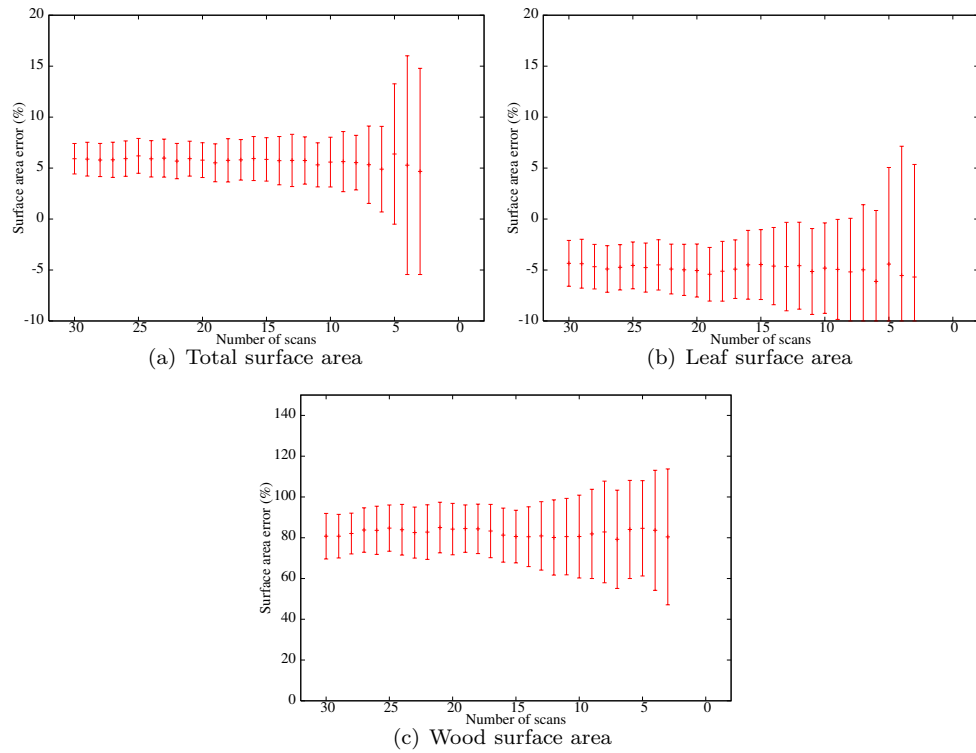 20
15
10
5
0
-5
-10
Surface area error (%)
30 25 20 15 10 5 0
Number of scans
(a) Total surface area
20
15
10
5
0
-5
-10
Surface area error (%)
30 25 20 15 10 5 0
Number of scans
(b) Leaf surface area
140
120
100
80
60
40
20
0
Surface area error (%)
30 25 20 15 10 5 0
Number of scans
(c) Wood surface area